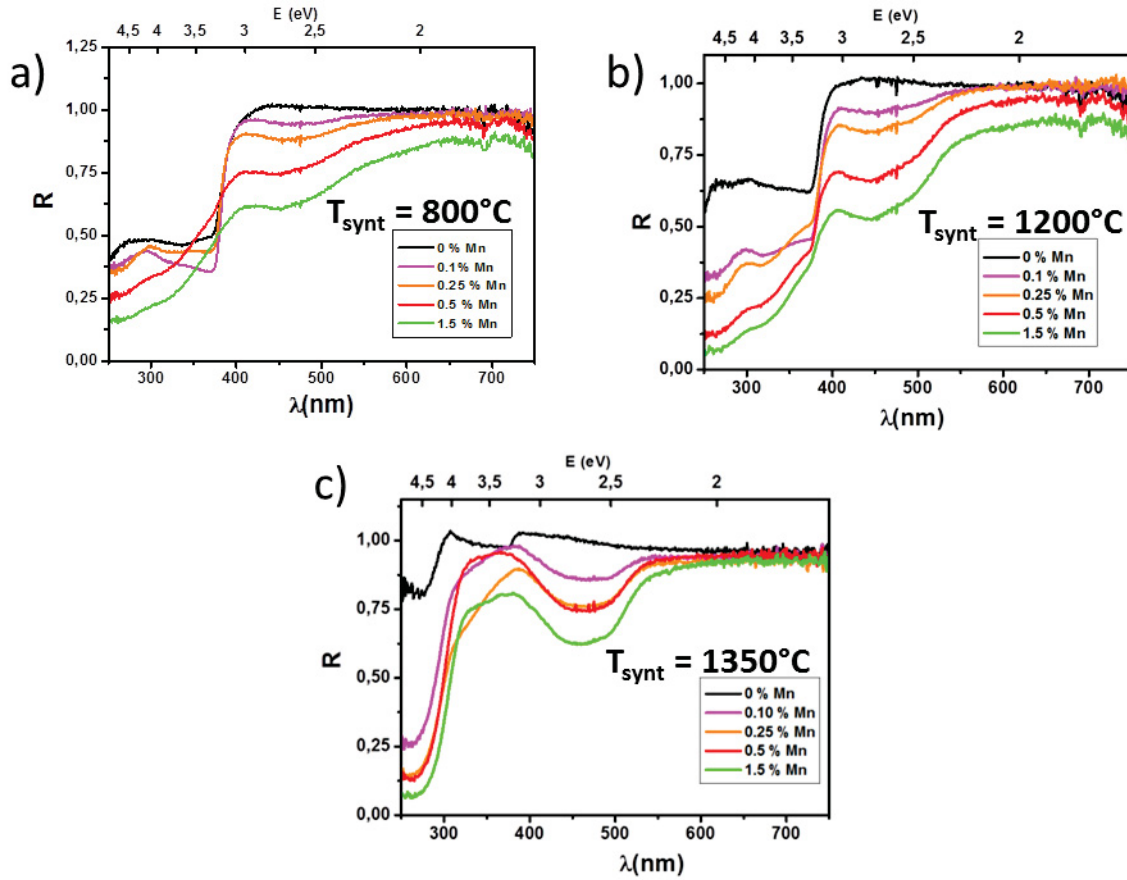 a)
E (eV)
4,5 4 3,5 3 2,5 2
1,25
1,00
0,75
0,50
0,25
0,00
R
T_synt = 800°C
0 % Mn
0.1% Mn
0.25 % Mn
0.5 % Mn
1.5 % Mn
300 400 500 600 700
λ(nm)
b)
E (eV)
4,5 4 3,5 3 2,5 2
1,00
0,75
0,50
0,25
0,00
R
T_synt = 1200°C
0 % Mn
0.1 % Mn
0.25 % Mn
0.5 % Mn
1.5 % Mn
300 400 500 600 700
λ(nm)
c)
E (eV)
4,5 4 3,5 3 2,5 2
1,00
0,75
0,50
0,25
0,00
R
T_synt = 1350°C
0 % Mn
0.10 % Mn
0.25 % Mn
0.5 % Mn
1.5 % Mn
300 400 500 600 700
λ(nm)